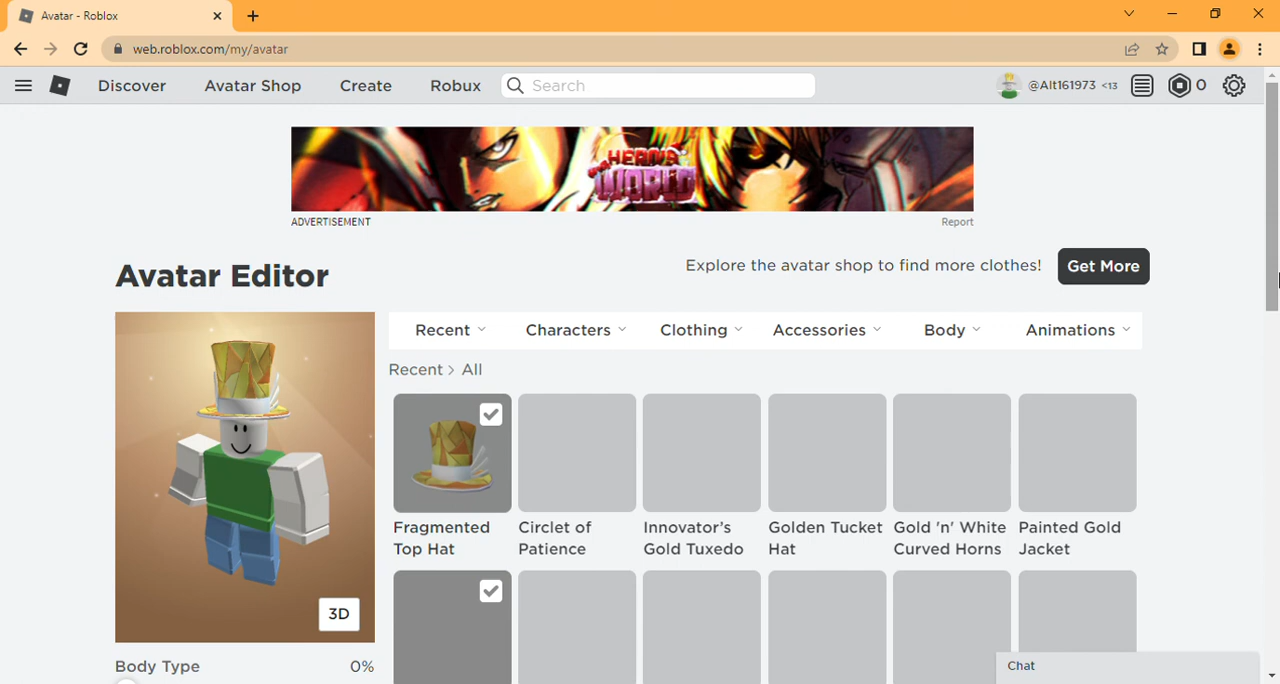 Avatar - Roblox
web.roblox.com/my/avatar
Discover Avatar Shop Create Robux Search @Alt161973 <13 0
HERO'S
WORLD
ADVERTISEMENT Report
Avatar Editor
Explore the avatar shop to find more clothes! Get More
Recent Characters Clothing Accessories Body Animations
Recent > All
Fragmented Top Hat
Circlet of Patience
Innovator's Gold Tuxedo
Golden Tucket Hat
Gold 'n' White Curved Horns
Painted Gold Jacket
3D
Body Type 0%
Chat